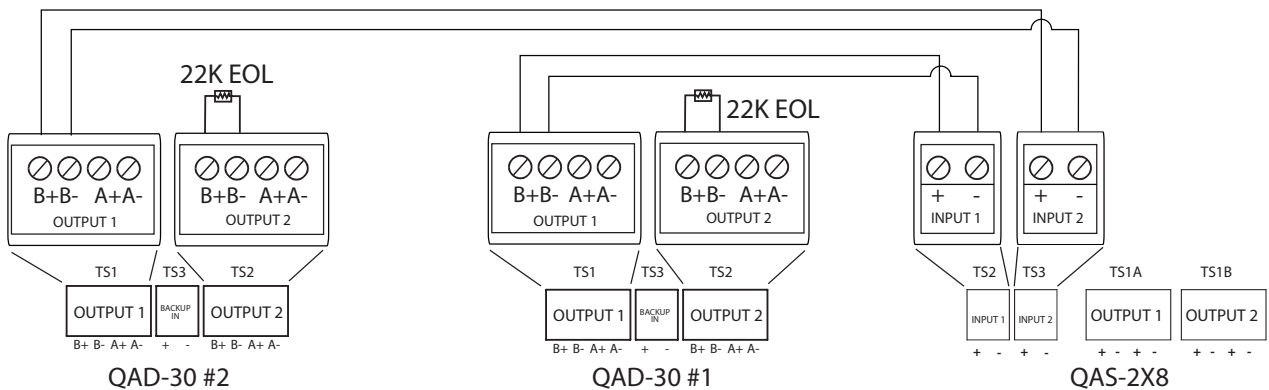 22K EOL
22K EOL
B+B- A+A-
OUTPUT 1
B+B- A+A-
OUTPUT 2
B+B- A+A-
OUTPUT 1
B+B- A+A-
OUTPUT 2
+ -
INPUT 1
+ -
INPUT 2
TS1 TS3 TS2
OUTPUT 1
BACKUP
IN
OUTPUT 2
B+ B- A+ A- + - B+ B- A+ A-
QAD-30 #2
TS1 TS3 TS2
OUTPUT 1
BACKUP
IN
OUTPUT 2
B+ B- A+ A- + - B+ B- A+ A-
QAD-30 #1
TS2 TS3 TS1A TS1B
INPUT 1
INPUT 2
OUTPUT 1
OUTPUT 2
+ - + - + - + - + - + -
QAS-2X8